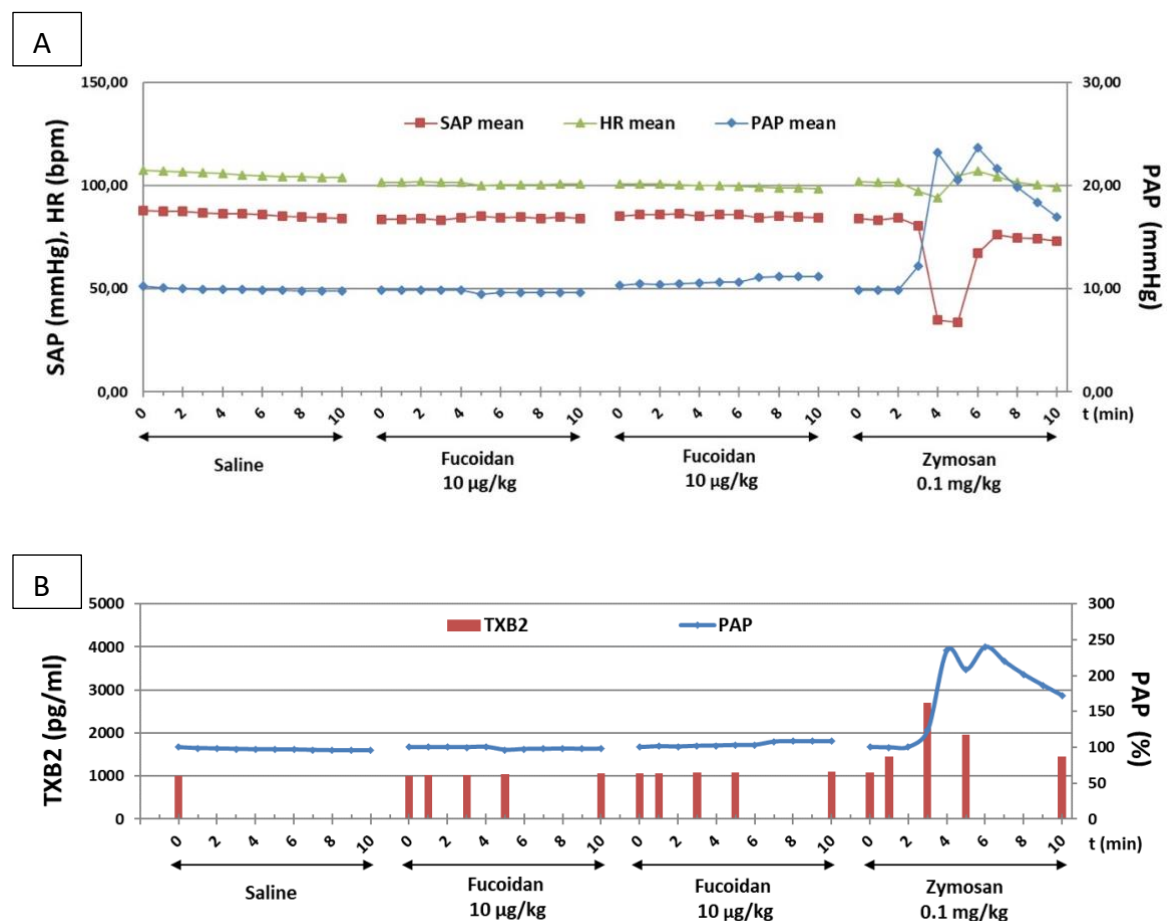 A
150,00
100,00
50,00
0,00
SAP (mmHg), HR (bpm)
SAP mean HR mean PAP mean
30,00
20,00
10,00
0,00
PAP (mmHg)
0 2 4 6 8 10 0 2 4 6 8 10 0 2 4 6 8 10 0 2 4 6 8 10 t (min)
Saline Fucoidan Fucoidan Zymosan
10 µg/kg 10 µg/kg 0.1 mg/kg
B
5000
4000
3000
2000
1000
0
TXB2 (pg/ml)
TXB2 PAP
300
250
200
150
100
50
0
PAP (%)
0 2 4 6 8 10 0 2 4 6 8 10 0 2 4 6 8 10 0 2 4 6 8 10 t (min)
Saline Fucoidan Fucoidan Zymosan
10 µg/kg 10 µg/kg 0.1 mg/kg